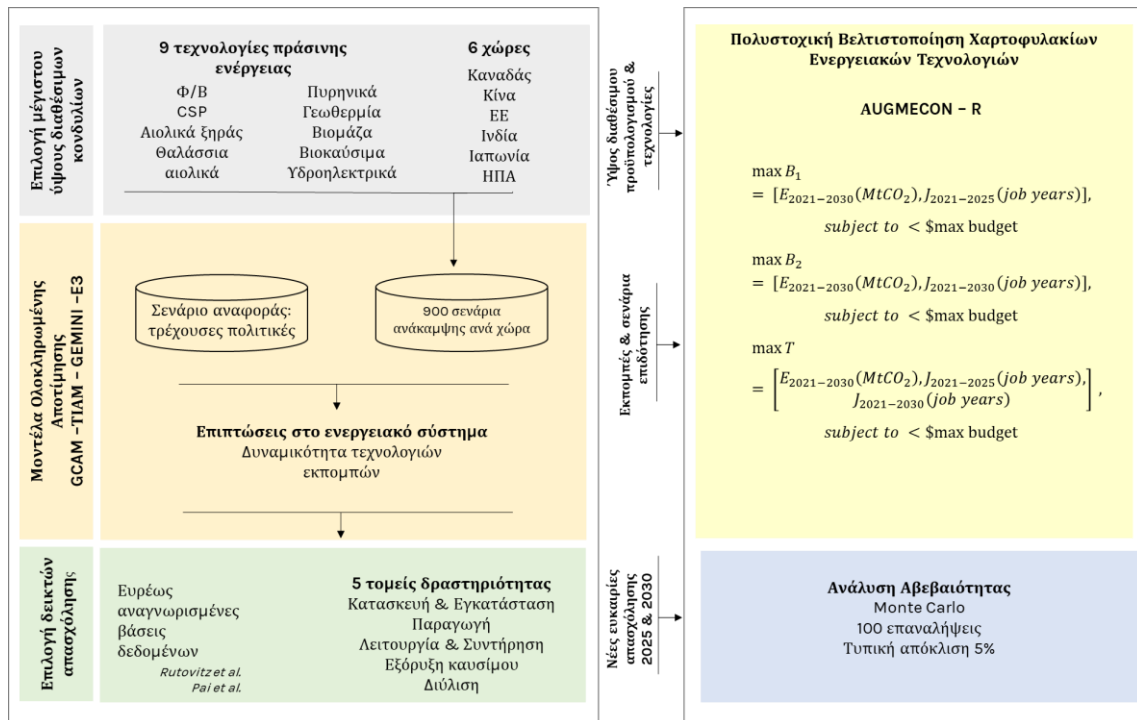 Επιλογή μέγιστου
ύψους διαθέσιμων
κονδυλίων
9 τεχνολογίες πράσινης
ενέργειας
Φ/Β
CSP
Αιολικά ξηράς
Θαλάσσια
αιολικά
Πυρηνικά
Γεωθερμία
Βιομάζα
Βιοκαύσιμα
Υδροηλεκτρικά
6 χώρες
Καναδάς
Κίνα
ΕΕ
Ινδία
Ιαπωνία
ΗΠΑ
Μοντέλα Ολοκληρωμένης
Αποτίμησης
GCAM –TIAM – GEMINI -E3
Σενάριο αναφοράς:
τρέχουσες πολιτικές
900 σενάρια
ανάκαμψης ανά χώρα
Επιπτώσεις στο ενεργειακό σύστημα
Δυναμικότητα τεχνολογιών
εκπομπών
Επιλογή δεικτών
απασχόλησης
Ευρέως
αναγνωρισμένες
βάσεις
δεδομένων
Rutovitz et al.
Pai et al.
5 τομείς δραστηριότητας
Κατασκευή & Εγκατάσταση
Παραγωγή
Λειτουργία & Συντήρηση
Εξόρυξη καυσίμου
Διύλιση
Ύψος διαθέσιμου
προϋπολογισμού &
τεχνολογίες
Εκπομπές & σενάρια
επιδότησης
Νέες ευκαιρίες
απασχόλησης
2025 & 2030
Πολυστοχική Βελτιστοποίηση Χαρτοφυλακίων
Ενεργειακών Τεχνολογιών
AUGMECON – R
max B₁
= [E₂₀₂₁₋₂₀₃₀(MtCO₂), J₂₀₂₁₋₂₀₂₅(job years)],
subject to < $max budget
max B₂
= [E₂₀₂₁₋₂₀₃₀(MtCO₂), J₂₀₂₁₋₂₀₃₀(job years)],
subject to < $max budget
max T
= [E₂₀₂₁₋₂₀₃₀(MtCO₂), J₂₀₂₁₋₂₀₂₅(job years),
J₂₀₂₁₋₂₀₃₀(job years)],
subject to < $max budget
Ανάλυση Αβεβαιότητας
Monte Carlo
100 επαναλήψεις
Τυπική απόκλιση 5%